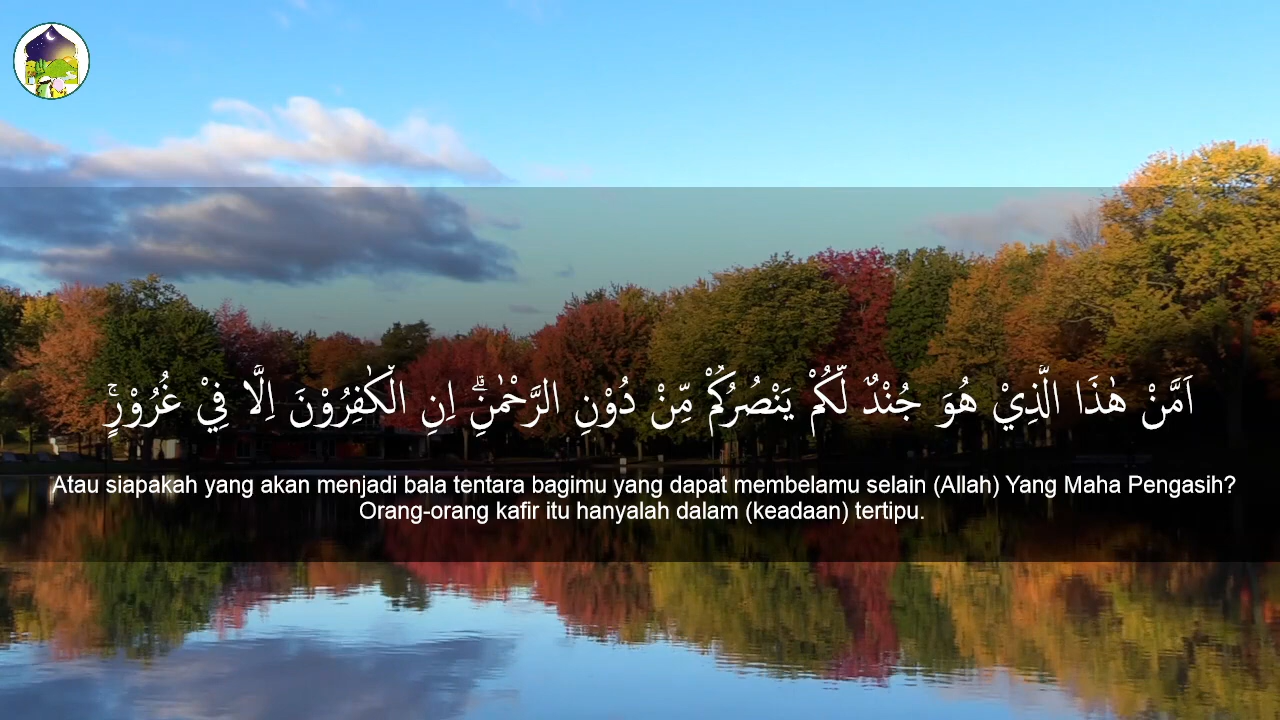 اَمَّنْ هٰذَا الَّذِيْ هُوَ جُنْدٌ لَّكُمْ يَنْصُرُكُمْ مِّنْ دُوْنِ الرَّحْمٰنِۗ اِنِ الْكٰفِرُوْنَ اِلَّا فِيْ غُرُوْرٍۚ
Atau siapakah yang akan menjadi bala tentara bagimu yang dapat membelamu selain (Allah) Yang Maha Pengasih?
Orang-orang kafir itu hanyalah dalam (keadaan) tertipu.